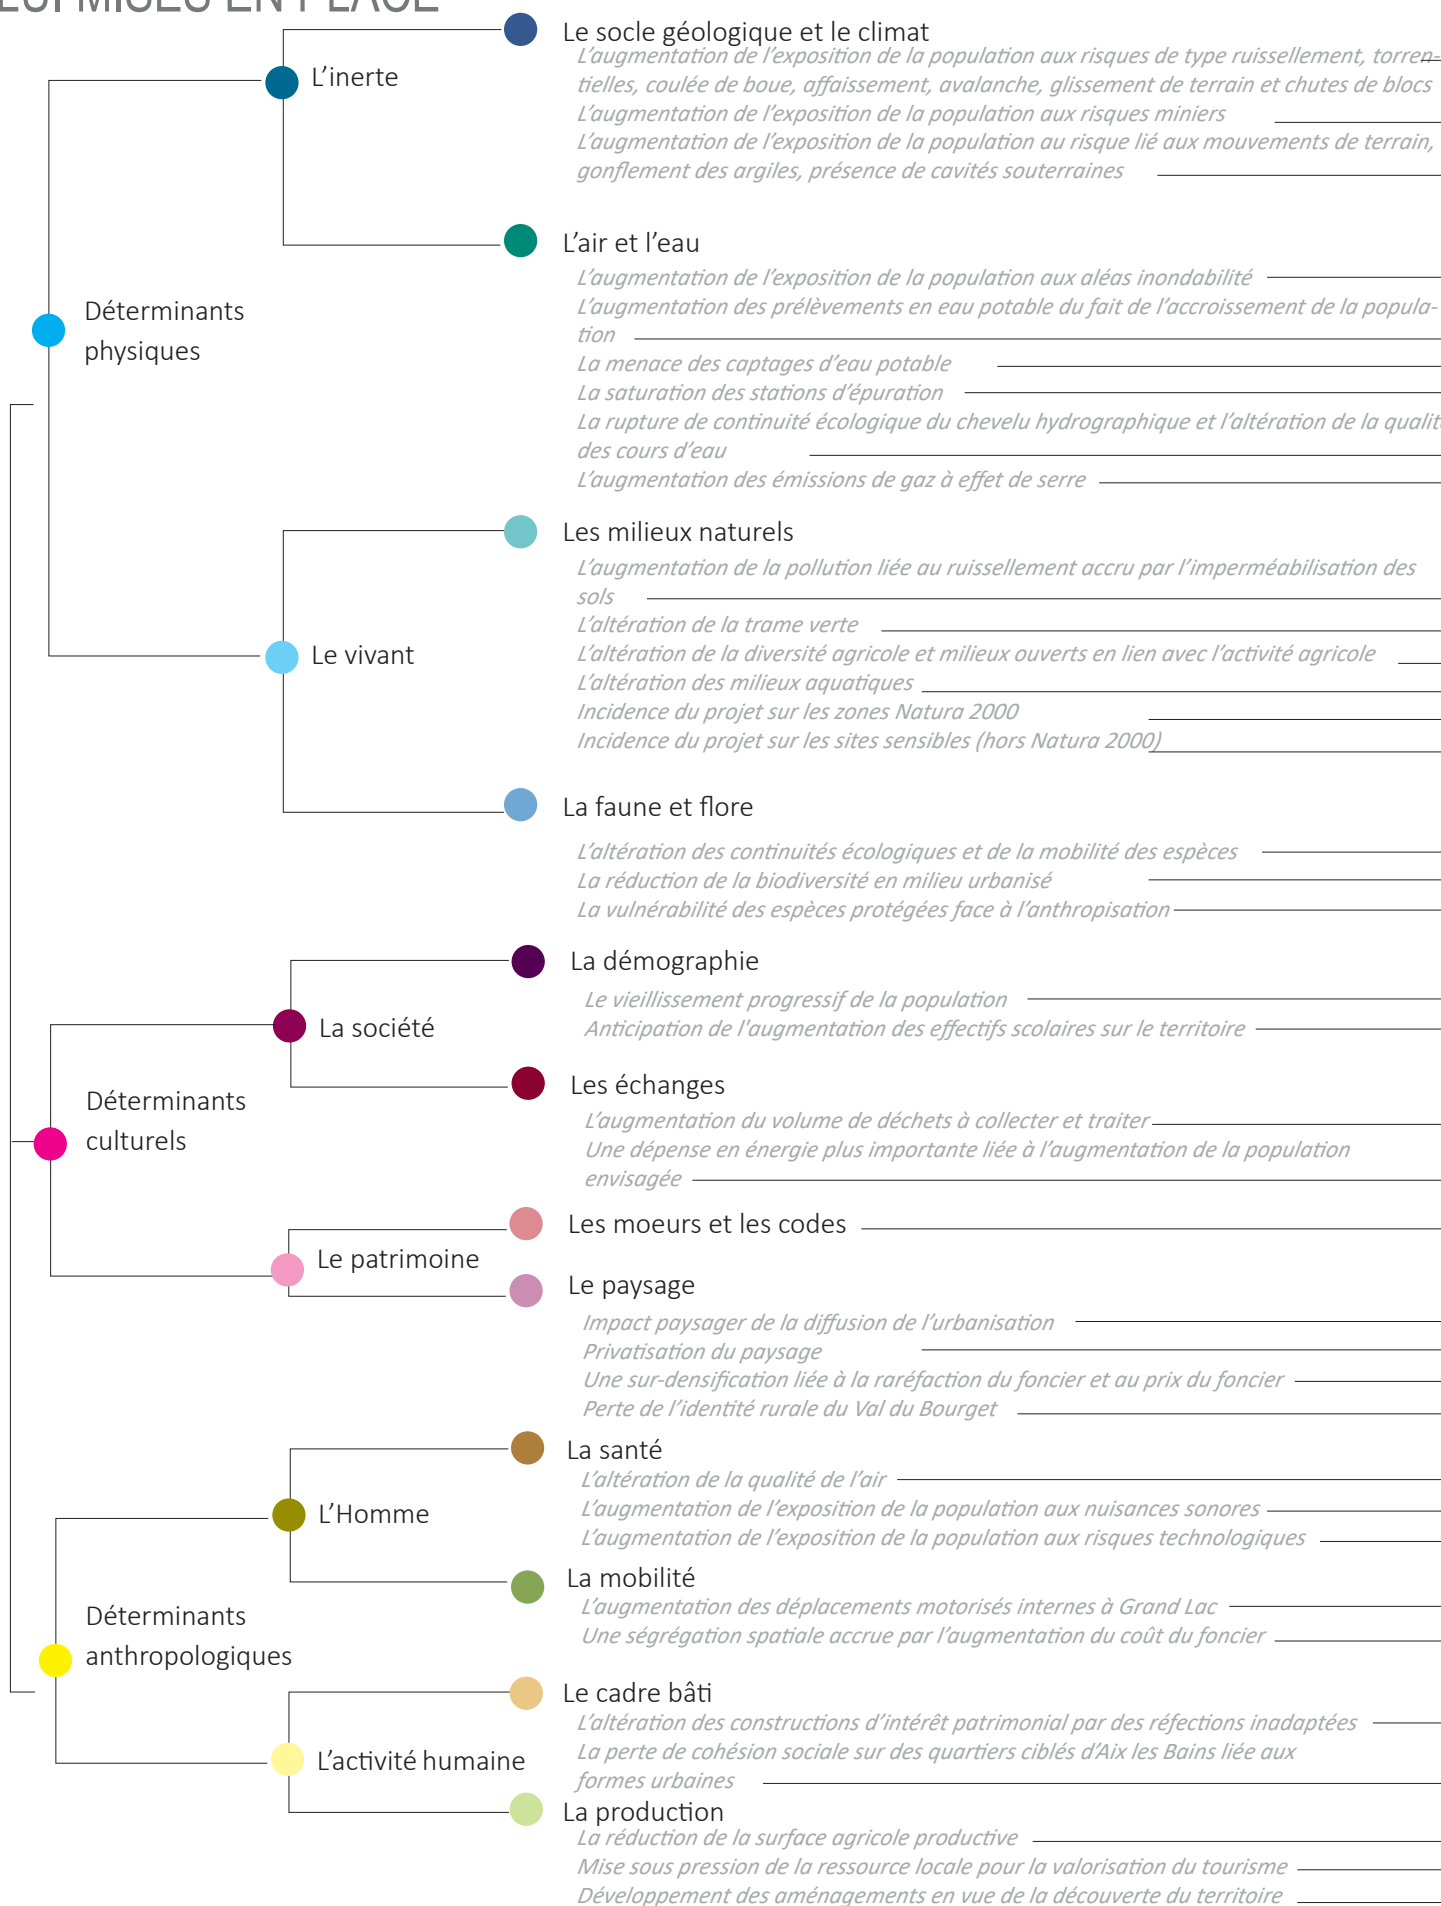 MISES EN PLACE
Le socle géologique et le climat
L’augmentation de l’exposition de la population aux risques de type ruissellement, torren-
tielles, coulée de boue, affaissement, avalanche, glissement de terrain et chutes de blocs
L’inerte
L’augmentation de l’exposition de la population aux risques miniers
L’augmentation de l’exposition de la population au risque lié aux mouvements de terrain,
gonflement des argiles, présence de cavités souterraines
L’air et l’eau
L’augmentation de l’exposition de la population aux aléas inondabilité
L’augmentation des prélèvements en eau potable du fait de l’accroissement de la popula-
tion
Déterminants
physiques
La menace des captages d’eau potable
La saturation des stations d’épuration
La rupture de continuité écologique du chevelu hydrographique et l’altération de la qualit
des cours d’eau
L’augmentation des émissions de gaz à effet de serre
Les milieux naturels
L’augmentation de la pollution liée au ruissellement accru par l’imperméabilisation des
sols
L’altération de la trame verte
Le vivant
L’altération de la diversité agricole et milieux ouverts en lien avec l’activité agricole
L’altération des milieux aquatiques
Incidence du projet sur les zones Natura 2000
Incidence du projet sur les sites sensibles (hors Natura 2000)
La faune et flore
L’altération des continuités écologiques et de la mobilité des espèces
La réduction de la biodiversité en milieu urbanisé
La vulnérabilité des espèces protégées face à l’anthropisation
La démographie
Le vieillissement progressif de la population
Anticipation de l'augmentation des effectifs scolaires sur le territoire
La société
Les échanges
L’augmentation du volume de déchets à collecter et traiter
Une dépense en énergie plus importante liée à l’augmentation de la population
envisagée
Déterminants
culturels
Les moeurs et les codes
Le patrimoine
Le paysage
Impact paysager de la diffusion de l’urbanisation
Privatisation du paysage
Une sur-densification liée à la raréfaction du foncier et au prix du foncier
Perte de l’identité rurale du Val du Bourget
La santé
L’altération de la qualité de l’air
L’augmentation de l’exposition de la population aux nuisances sonores
L’augmentation de l’exposition de la population aux risques technologiques
L’Homme
La mobilité
L’augmentation des déplacements motorisés internes à Grand Lac
Une ségrégation spatiale accrue par l’augmentation du coût du foncier
Déterminants
anthropologiques
Le cadre bâti
L’altération des constructions d’intérêt patrimonial par des réfections inadaptées
La perte de cohésion sociale sur des quartiers ciblés d’Aix les Bains liée aux
formes urbaines
L’activité humaine
La production
La réduction de la surface agricole productive
Mise sous pression de la ressource locale pour la valorisation du tourisme
Développement des aménagements en vue de la découverte du territoire